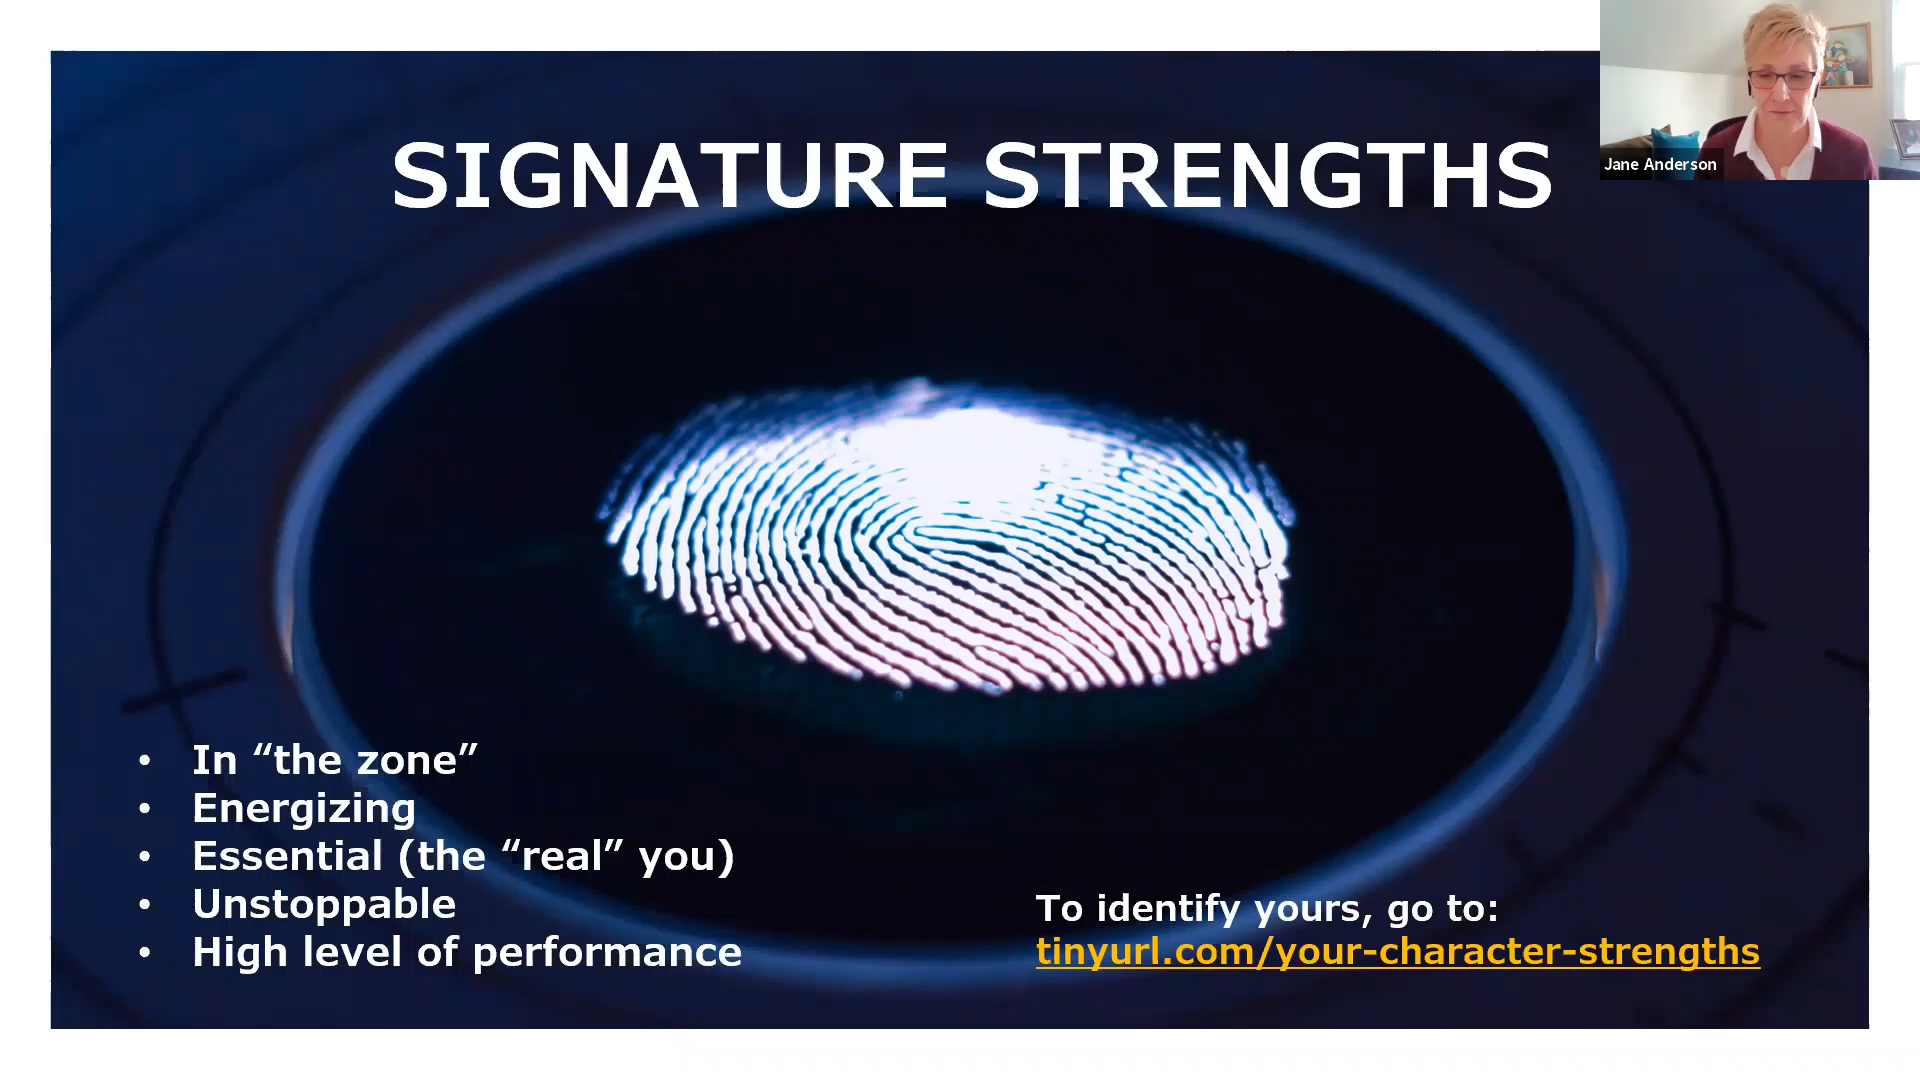 SIGNATURE STRENGTHS
Jane Anderson
• In “the zone”
• Energizing
• Essential (the “real” you)
• Unstoppable
• High level of performance
To identify yours, go to:
tinyurl.com/your-character-strengths